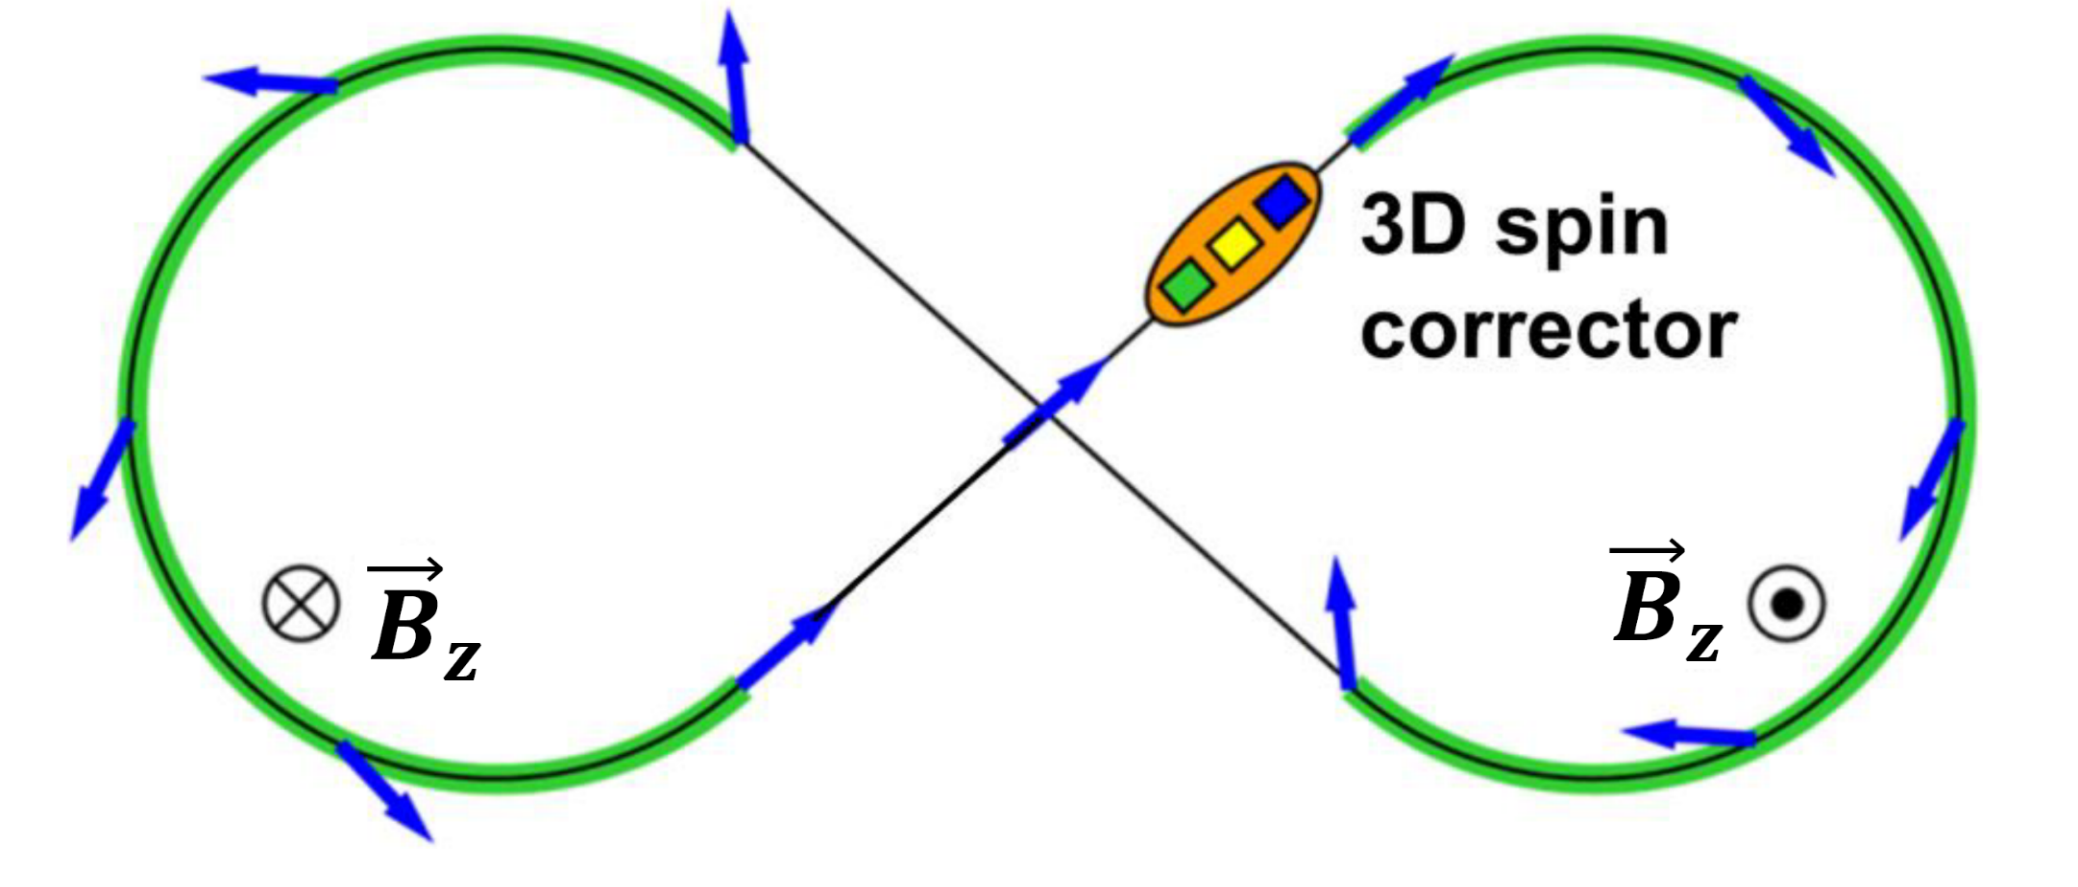 3D spin
corrector
B⃗z
B⃗z